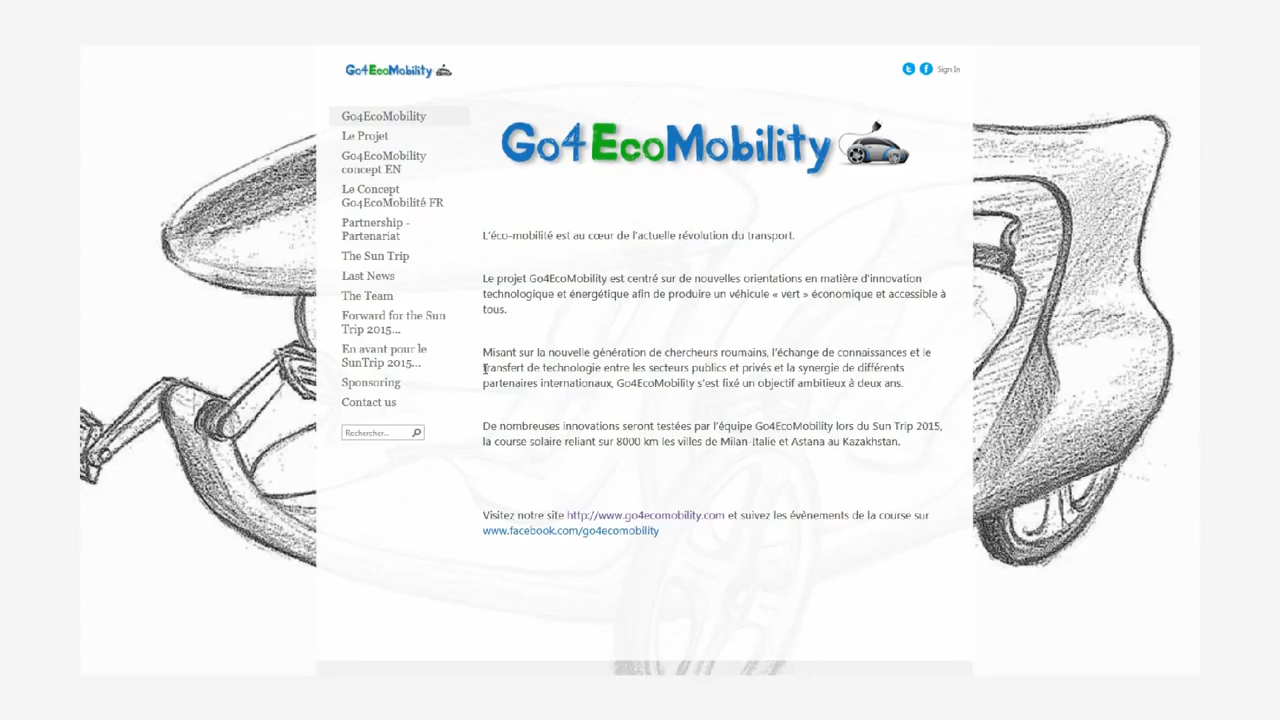 Go4EcoMobility
Sign In
Go4EcoMobility
Le Projet
Go4EcoMobility
concept EN
Le Concept
Go4EcoMobilité FR
Partnership -
Partenariat
The Sun Trip
Last News
The Team
Forward for the Sun
Trip 2015...
En avant pour le
SunTrip 2015...
Sponsoring
Contact us
Rechercher...
Go4EcoMobility
L'éco-mobilité est au cœur de l'actuelle révolution du transport.
Le projet Go4EcoMobility est centré sur de nouvelles orientations en matière d'innovation
technologique et énergétique afin de produire un véhicule « vert » économique et accessible à
tous.
Misant sur la nouvelle génération de chercheurs roumains, l'échange de connaissances et le
transfert de technologie entre les secteurs publics et privés et la synergie de différents
partenaires internationaux, Go4EcoMobility s'est fixé un objectif ambitieux à deux ans.
De nombreuses innovations seront testées par l'équipe Go4EcoMobility lors du Sun Trip 2015,
la course solaire reliant sur 8000 km les villes de Milan-Italie et Astana au Kazakhstan.
Visitez notre site http://www.go4ecomobility.com et suivez les évènements de la course sur
www.facebook.com/go4ecomobility